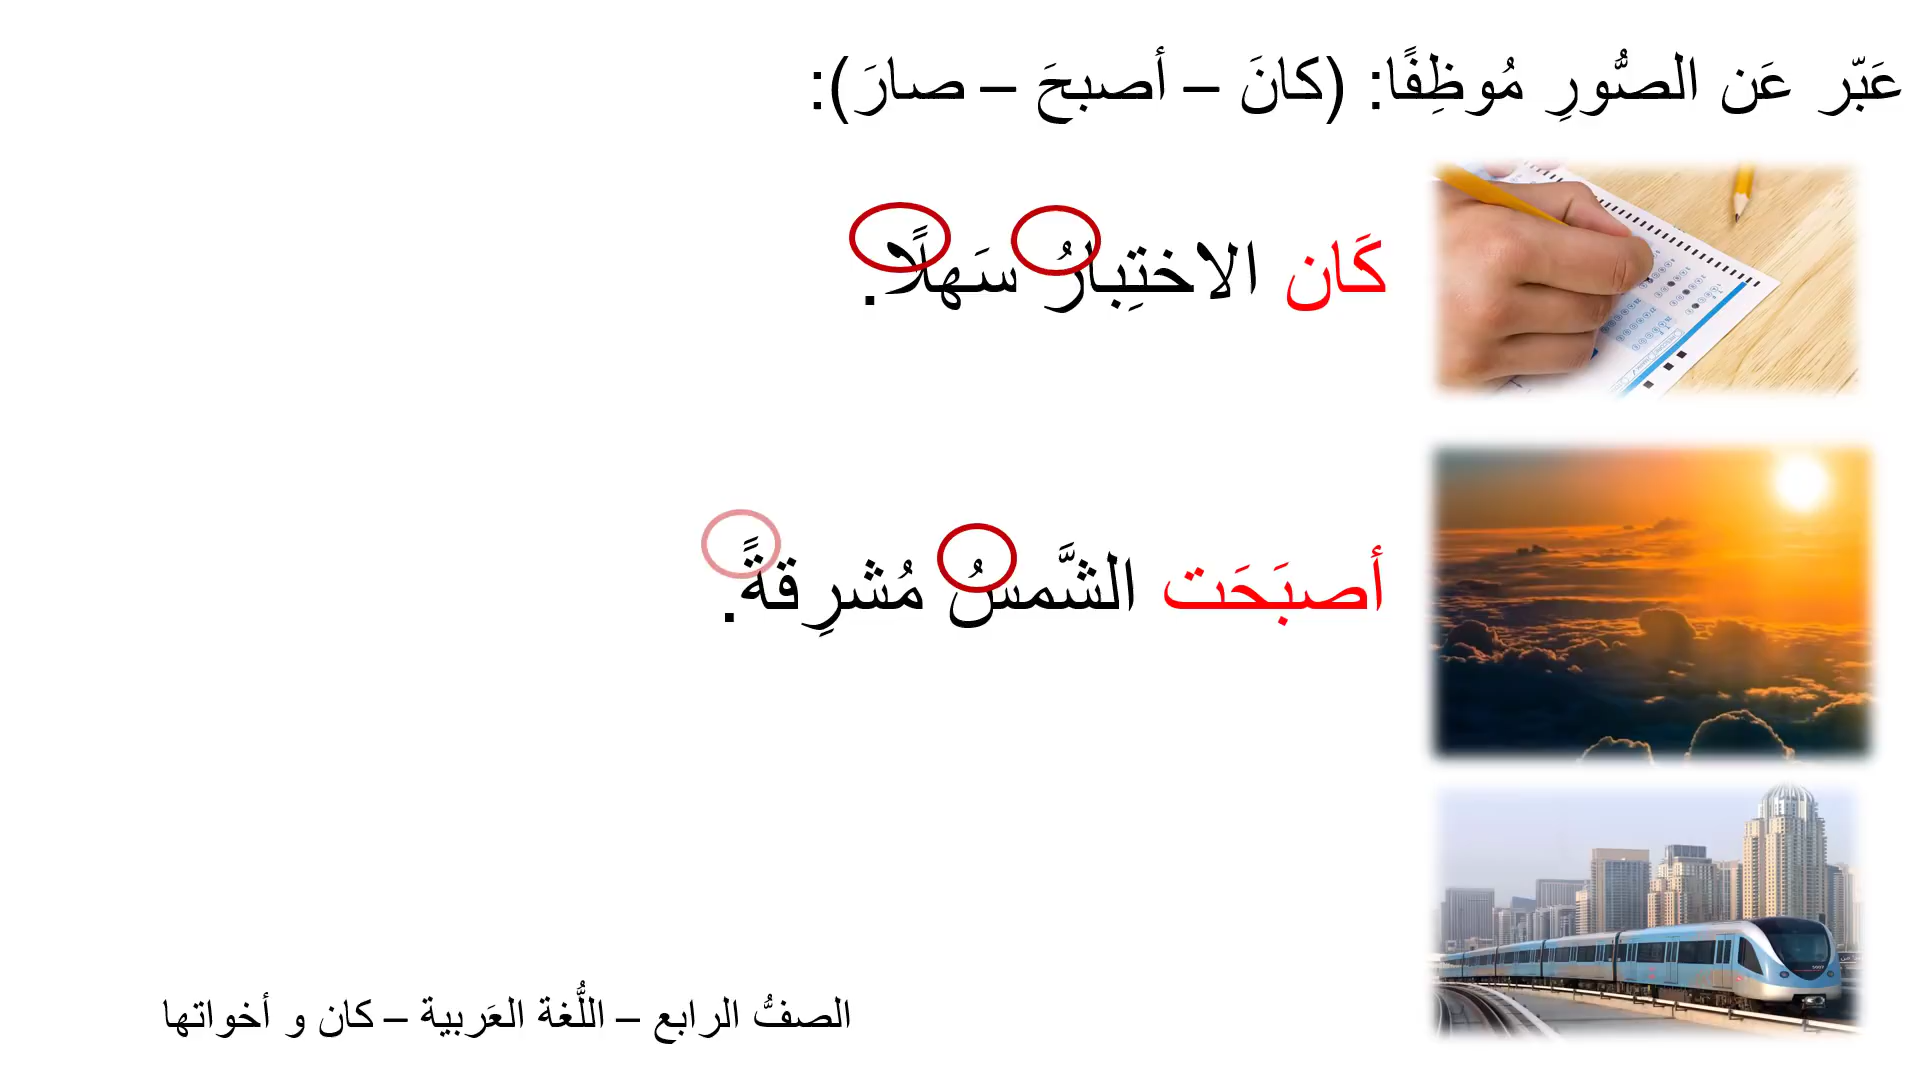 عَبّر عَن الصُّورِ مُوظِفًا: (كانَ – أصبحَ – صارَ):
كَان الاختِبارُ سَهلًا.
أصبَحَت الشَّمسُ مُشرِقةً.
الصفُّ الرابع – اللُّغة العَربية – كان و أخواتها